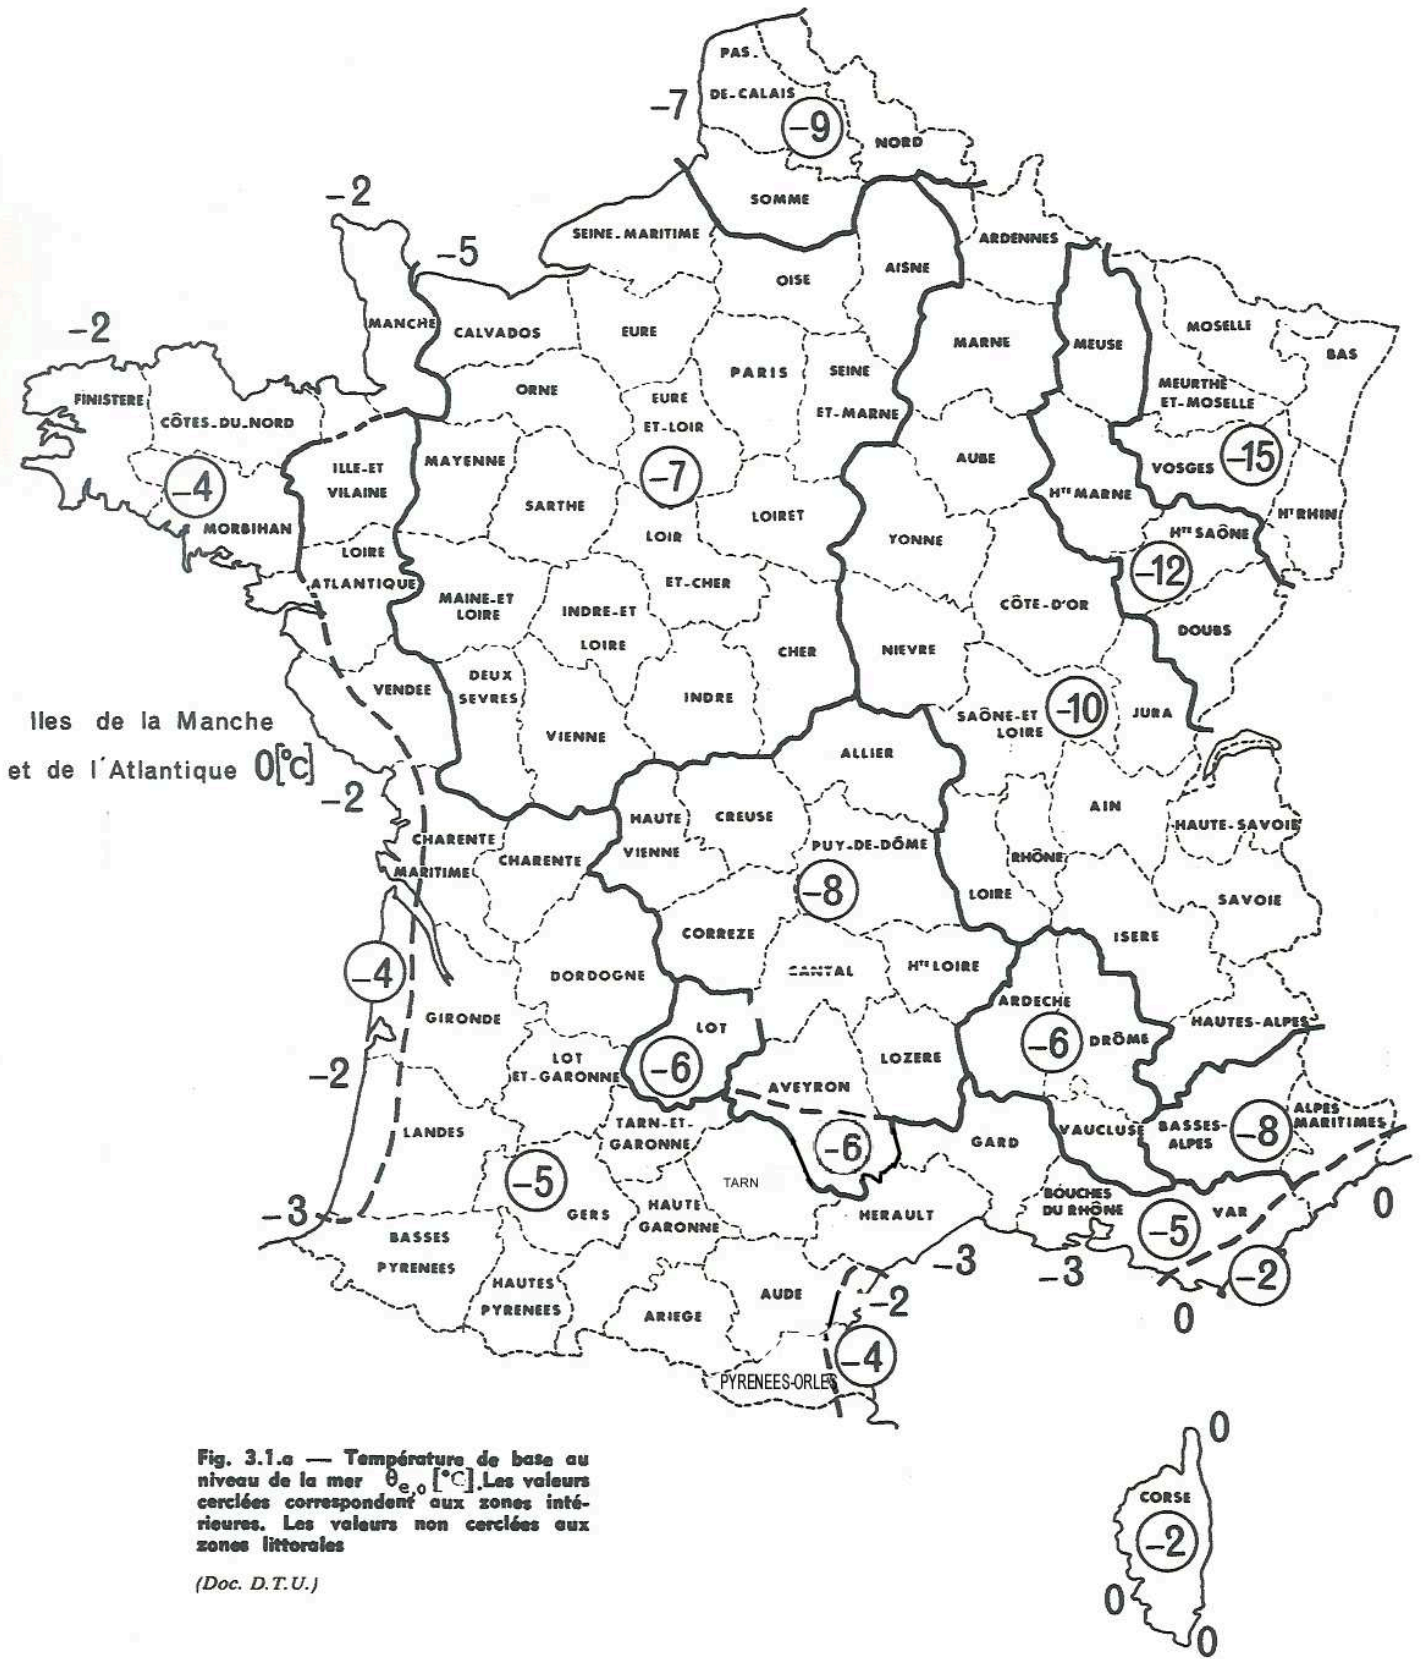 PAS-
DE-CALAIS
-7
-9
NORD
-2
SOMME
SEINE-MARITIME
ARDENNES
-5
OISE
AISNE
-2
MANCHE
CALVADOS
EURE
MARNE
MEUSE
MOSELLE
BAS
PARIS
SEINE
ET-MARNE
FINISTERE
CÔTES-DU-NORD
ORNE
EURE
ET-LOIR
MEURTHE
ET-MOSELLE
-4
ILLE-ET
VILAINE
MAYENNE
-7
AUBE
VOSGES
-15
SARTHE
Hte MARNE
MORBIHAN
LOIRET
Ht RHIN
LOIRE
ATLANTIQUE
LOIR
ET-CHER
YONNE
Hte SAÔNE
-12
MAINE-ET
LOIRE
INDRE-ET
LOIRE
CÔTE-D'OR
DOUBS
CHER
NIEVRE
VENDEE
DEUX
SEVRES
INDRE
SAÔNE-ET
LOIRE
-10
JURA
Iles de la Manche
et de l'Atlantique 0[°C]
VIENNE
ALLIER
-2
AIN
HAUTE
VIENNE
CREUSE
HAUTE-SAVOIE
CHARENTE
MARITIME
CHARENTE
PUY-DE-DÔME
RHÔNE
-8
LOIRE
SAVOIE
CORREZE
ISERE
-4
DORDOGNE
CANTAL
Hte LOIRE
ARDECHE
GIRONDE
LOT
HAUTES-ALPES
-6
DRÔME
-6
LOT
ET-GARONNE
LOZERE
-2
AVEYRON
LANDES
TARN-ET-
GARONNE
-6
GARD
VAUCLUSE
BASSES-
ALPES
-8
ALPES
MARITIMES
-5
TARN
-3
GERS
HAUTE
GARONNE
HERAULT
BOUCHES
DU RHÔNE
VAR
0
-5
BASSES
PYRENEES
-3
-3
-2
HAUTES
PYRENEES
AUDE
-2
0
ARIEGE
-4
PYRENEES-ORLES
0
CORSE
-2
0
0
Fig. 3.1.a — Température de base au
niveau de la mer θe,o [°C]. Les valeurs
cerclées correspondent aux zones inté-
rieures. Les valeurs non cerclées aux
zones littorales
(Doc. D.T.U.)